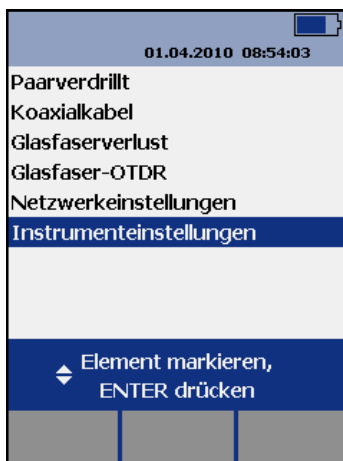 01.04.2010 08:54:03
Paarverdrillt
Koaxialkabel
Glasfaserverlust
Glasfaser-OTDR
Netzwerkeinstellungen
Instrumenteinstellungen
Element markieren,
ENTER drücken